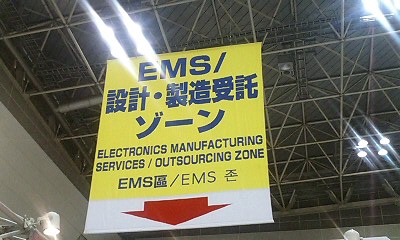 EMS/
設計・製造受託
ゾーン
ELECTRONICS MANUFACTURING
SERVICES / OUTSOURCING ZONE
EMS區/EMS 존